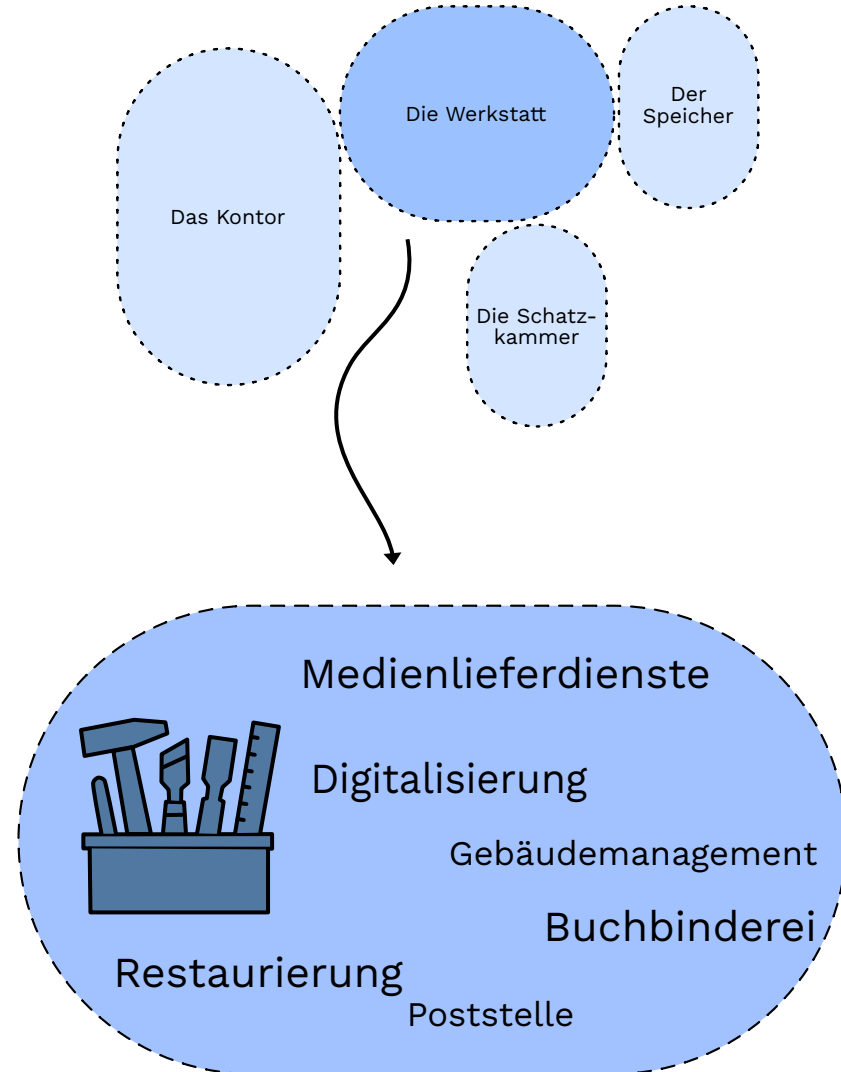 Die Werkstatt
Der
Speicher
Das Kontor
Die Schatz-
kammer
Medienlieferdienste
Digitalisierung
Gebäudemanagement
Buchbinderei
Restaurierung
Poststelle